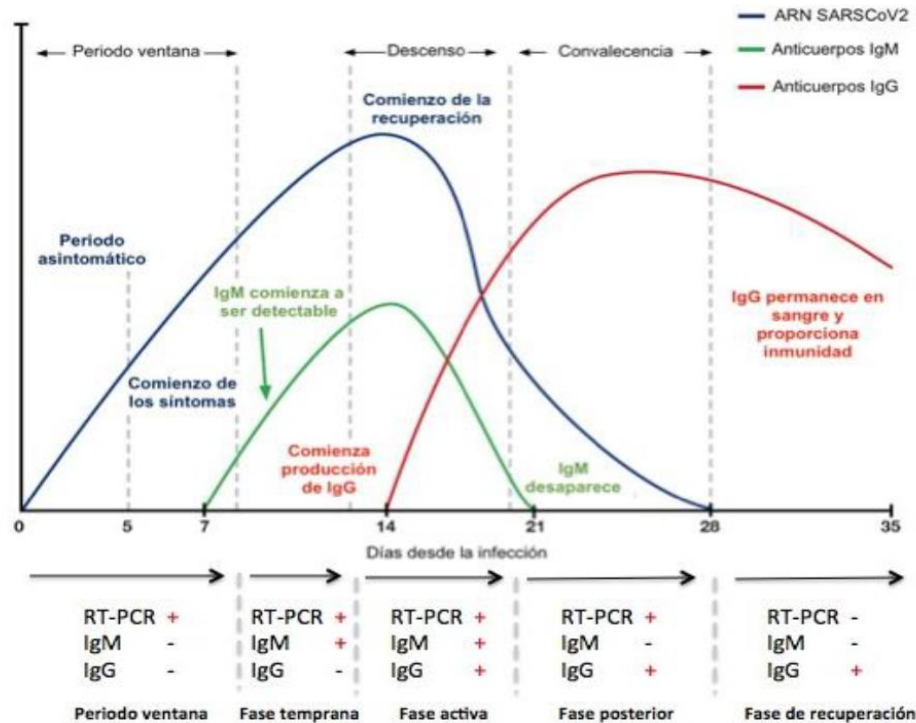 ARN SARSCoV2
Anticuerpos IgM
Anticuerpos IgG
Periodo ventana
Descenso
Convalecencia
Comienzo de la
recuperación
Periodo
asintomático
IgM comienza a
ser detectable
Comienzo de
los síntomas
IgG permanece en
sangre y
proporciona
inmunidad
Comienza
producción
de IgG
IgM
desaparece
0 5 7 14 21 28 35
Días desde la infección
RT-PCR + RT-PCR + RT-PCR + RT-PCR + RT-PCR -
IgM - IgM + IgM + IgM - IgM -
IgG - IgG - IgG + IgG + IgG +
Periodo ventana Fase temprana Fase activa Fase posterior Fase de recuperación